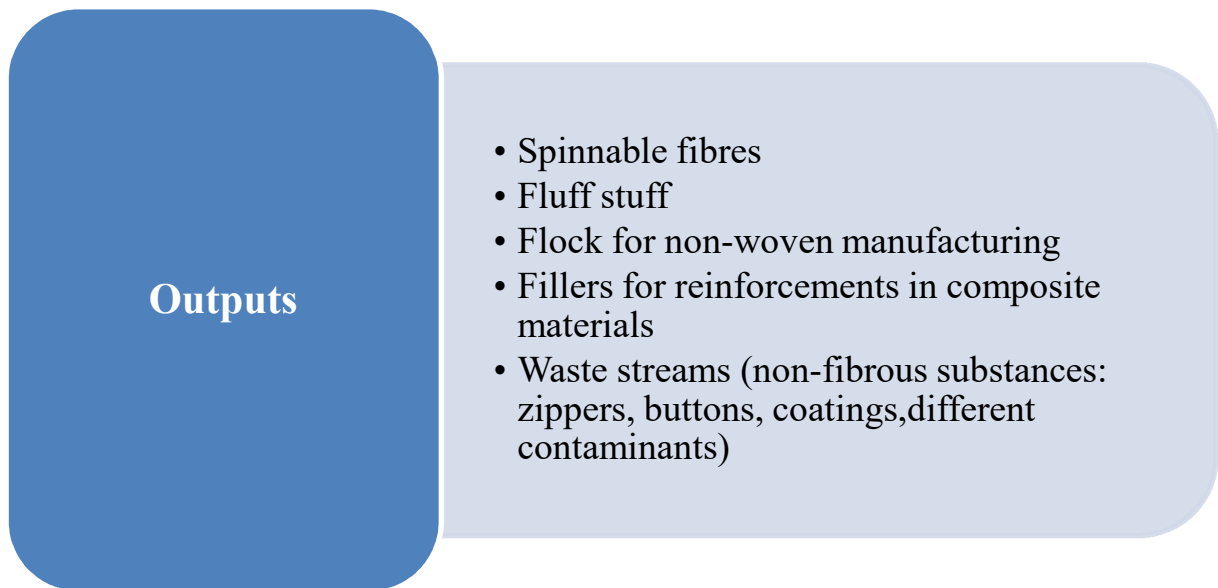 Outputs
• Spinnable fibres
• Fluff stuff
• Flock for non-woven manufacturing
• Fillers for reinforcements in composite
materials
• Waste streams (non-fibrous substances:
zippers, buttons, coatings,different
contaminants)